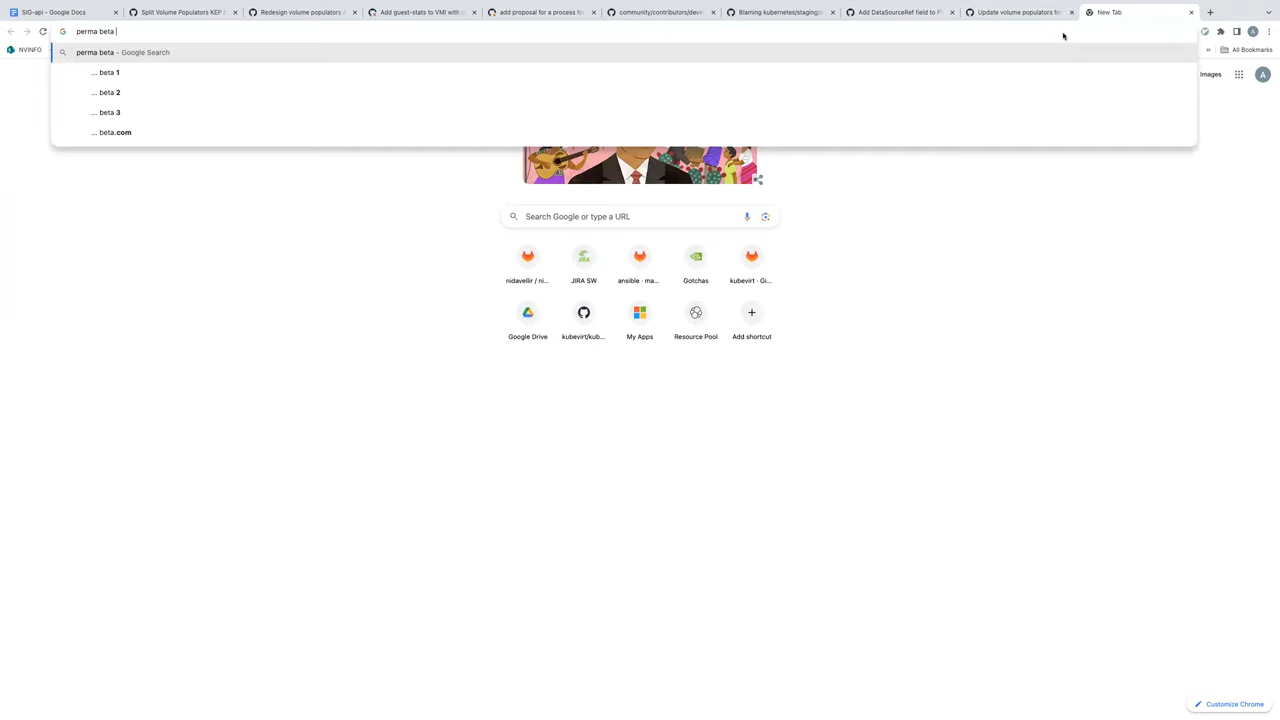 SIG-api - Google Docs
Split Volume Populators KEP t
Redesign volume populators A
Add guest-stats to VMI with c
add proposal for a process for
community/contributors/deve
Blaming kubernetes/staging/s
Add DataSourceRef field to P
Update volume populators fo
New Tab
perma beta
NVINFO
All Bookmarks
perma beta - Google Search
... beta 1
... beta 2
... beta 3
... beta.com
Images
A
Search Google or type a URL
nidavellir / ni...
JIRA SW
ansible · ma...
Gotchas
kubevirt · Gi...
Google Drive
kubevirt/kub...
My Apps
Resource Pool
Add shortcut
Customize Chrome